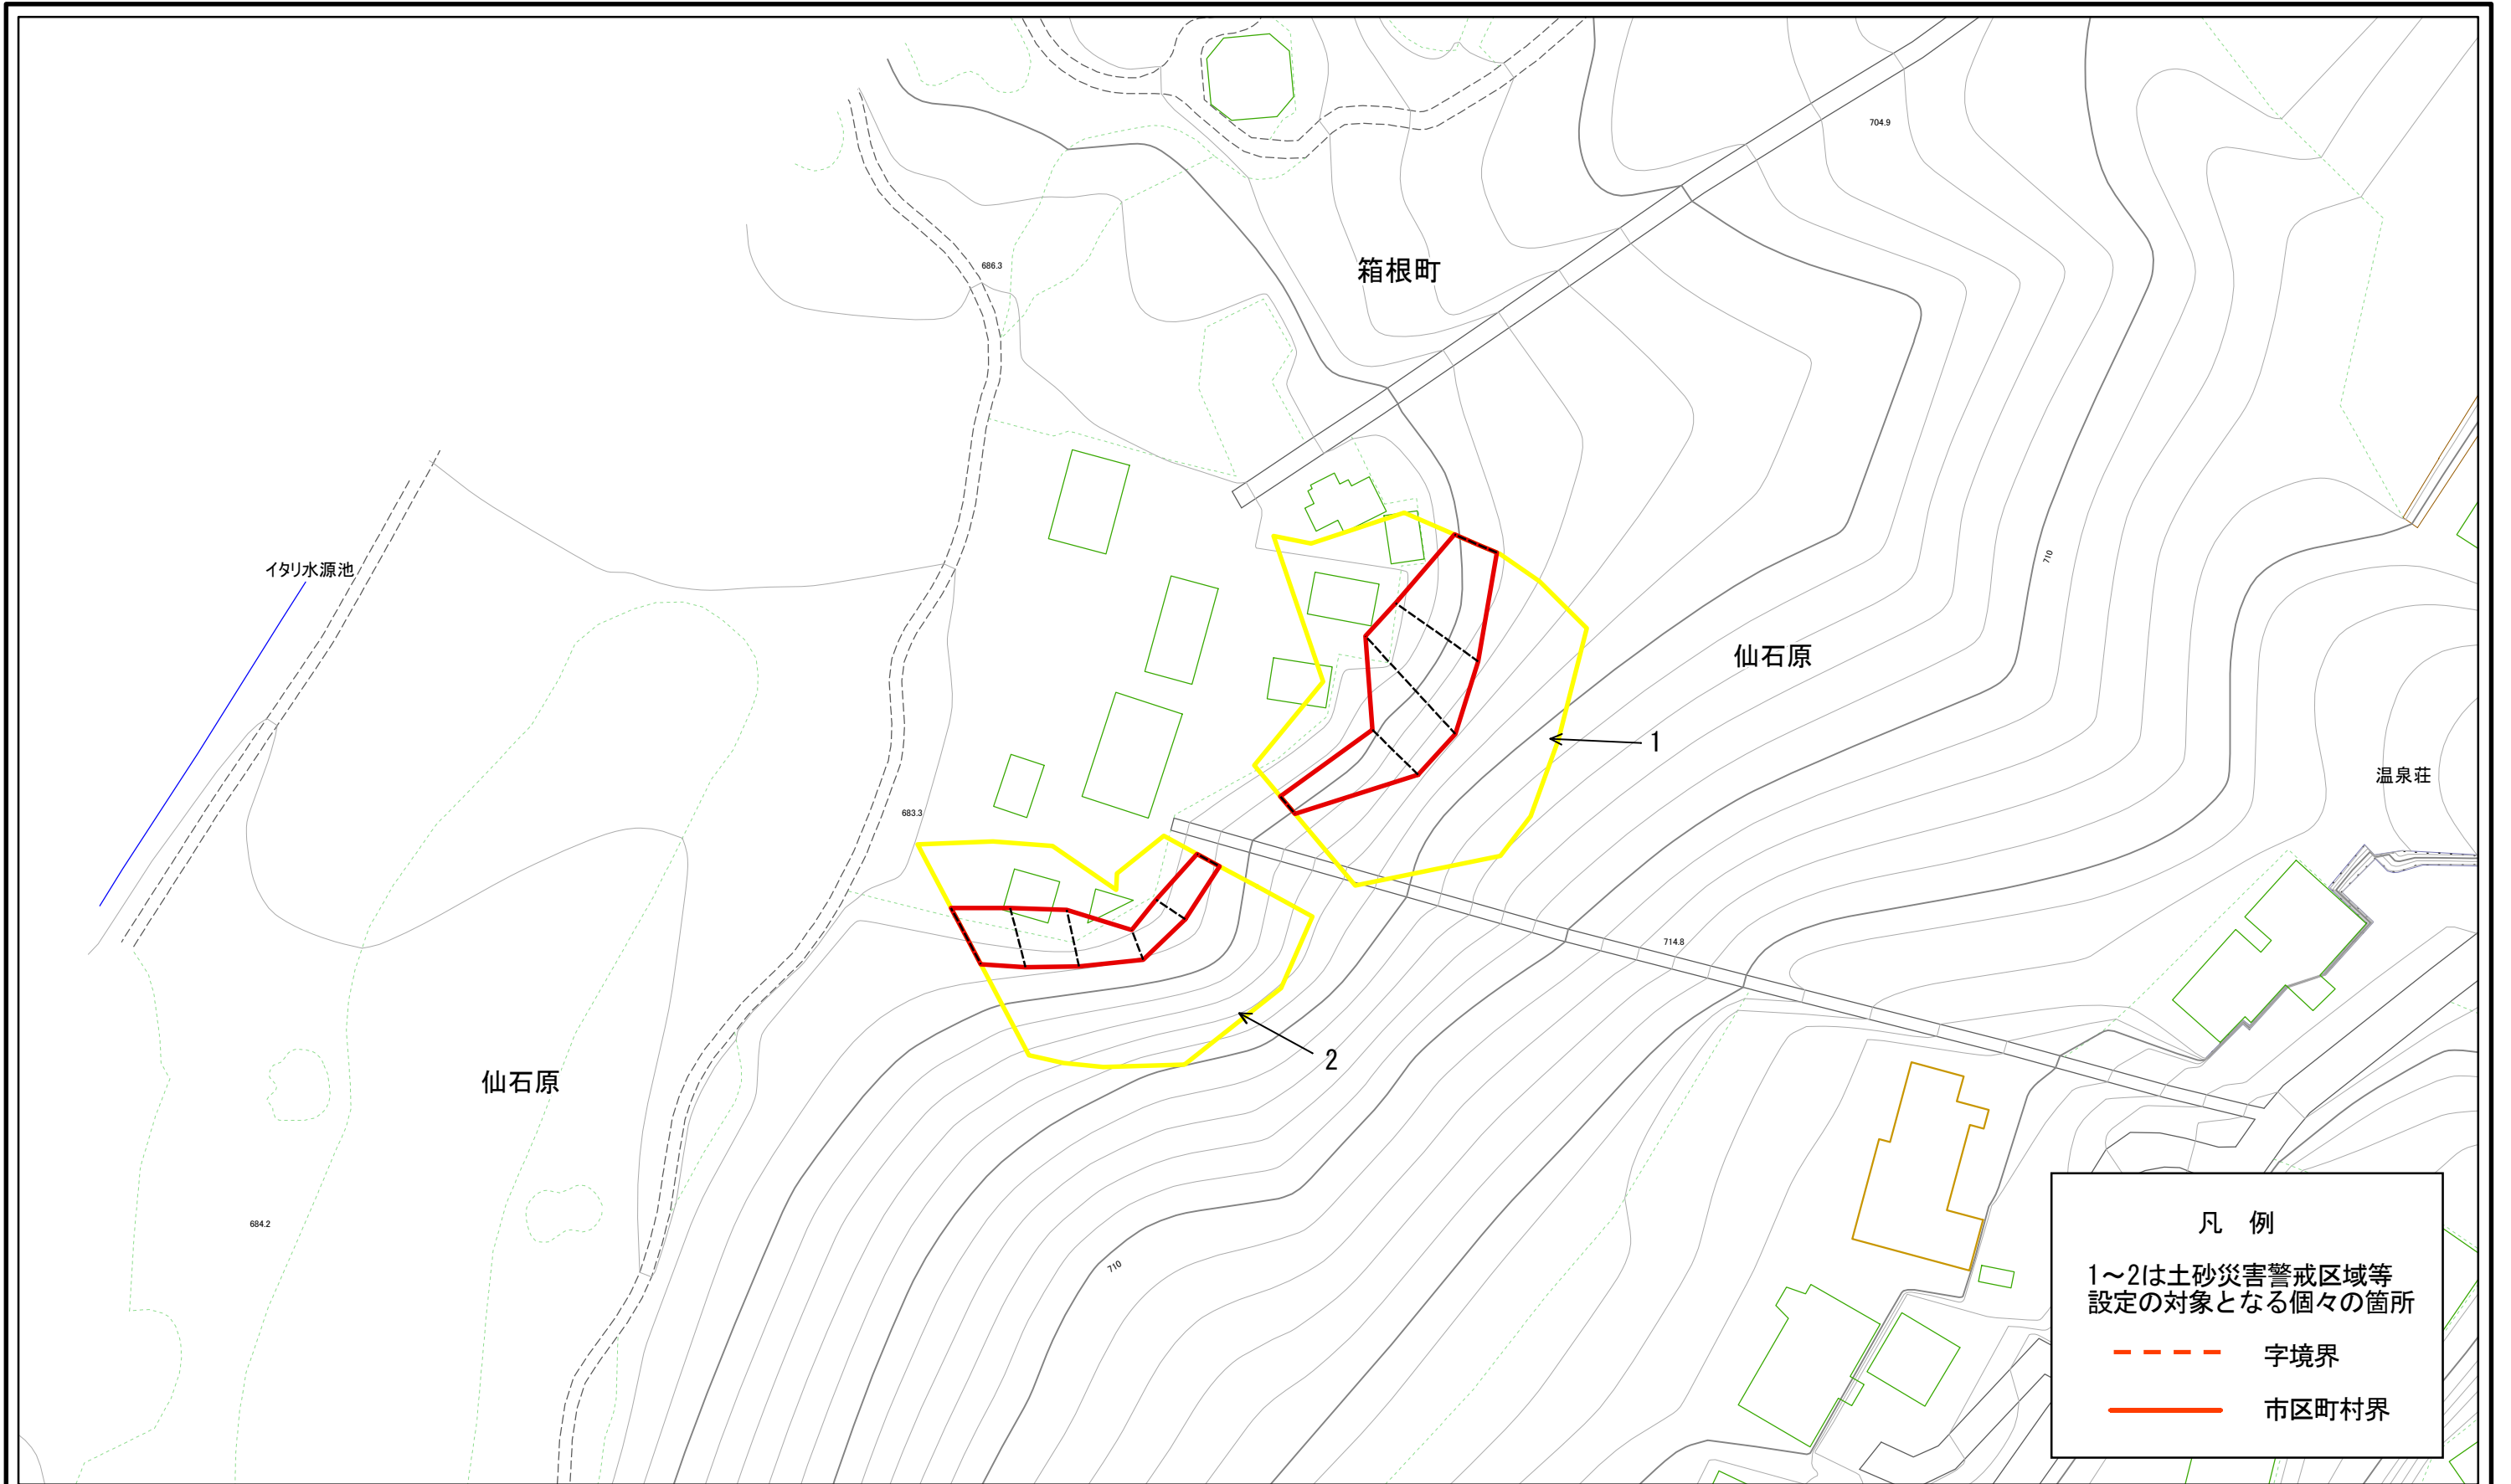 704.9
686.3
箱根町
710
イタリ水源池
仙石原
1
温泉荘
683.3
714.8
2
仙石原
684.2
710
凡 例
1～2は土砂災害警戒区域等
設定の対象となる個々の箇所
字境界
市区町村界